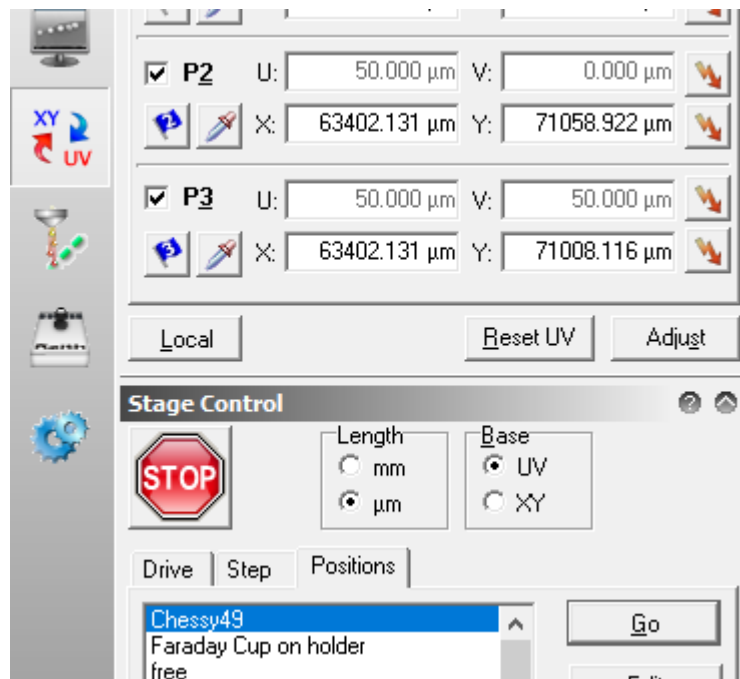 P2 U: 50.000 µm V: 0.000 µm
XY
UV
2 X: 63402.131 µm Y: 71058.922 µm
P3 U: 50.000 µm V: 50.000 µm
3 X: 63402.131 µm Y: 71008.116 µm
Local Reset UV Adjust
Stage Control
STOP
Length
mm
µm
Base
UV
XY
Drive Step Positions
Chessy49
Faraday Cup on holder
free
Go